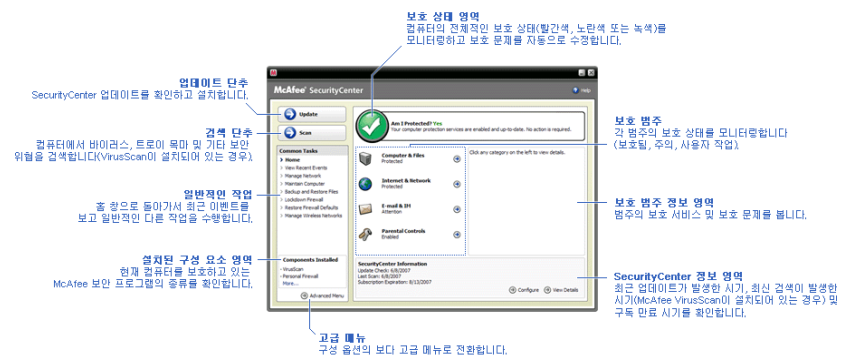 보호 상태 영역
컴퓨터의 전체적인 보호 상태(빨간색, 노란색 또는 녹색)를
모니터링하고 보호 문제를 자동으로 수정합니다.
업데이트 단추
SecurityCenter 업데이트를 확인하고 설치합니다.
검색 단추
컴퓨터에서 바이러스, 트로이 목마 및 기타 보안
위협을 검색합니다(VirusScan이 설치되어 있는 경우).
일반적인 작업
홈 창으로 돌아가서 최근 이벤트를
보고 일반적인 다른 작업을 수행합니다.
설치된 구성 요소 영역
현재 컴퓨터를 보호하고 있는
McAfee 보안 프로그램의 종류를 확인합니다.
McAfee SecurityCenter
Help
Update
Scan
Common Tasks
> Home
> View Recent Events
> Manage Network
> Maintain Computer
> Backup and Restore Files
> Lockdown Firewall
> Restore Firewall Defaults
> Manage Wireless Networks
Components Installed
- VirusScan
- Personal Firewall
More...
Advanced Menu
Am I Protected? Yes
Your computer protection services are enabled and up-to-date. No action is required.
Computer & Files
Protected
Internet & Network
Protected
E-mail & IM
Attention
Parental Controls
Enabled
Click any category on the left to view details.
SecurityCenter Information
Update Check: 6/8/2007
Last Scan: 6/8/2007
Subscription Expiration: 8/13/2007
Configure
View Details
보호 범주
각 범주의 보호 상태를 모니터링합니다
(보호됨, 주의, 사용자 작업).
보호 범주 정보 영역
범주의 보호 서비스 및 보호 문제를 봅니다.
SecurityCenter 정보 영역
최근 업데이트가 발생한 시기, 최신 검색이 발생한
시기(McAfee VirusScan이 설치되어 있는 경우) 및
구독 만료 시기를 확인합니다.
고급 메뉴
구성 옵션의 보다 고급 메뉴로 전환합니다.